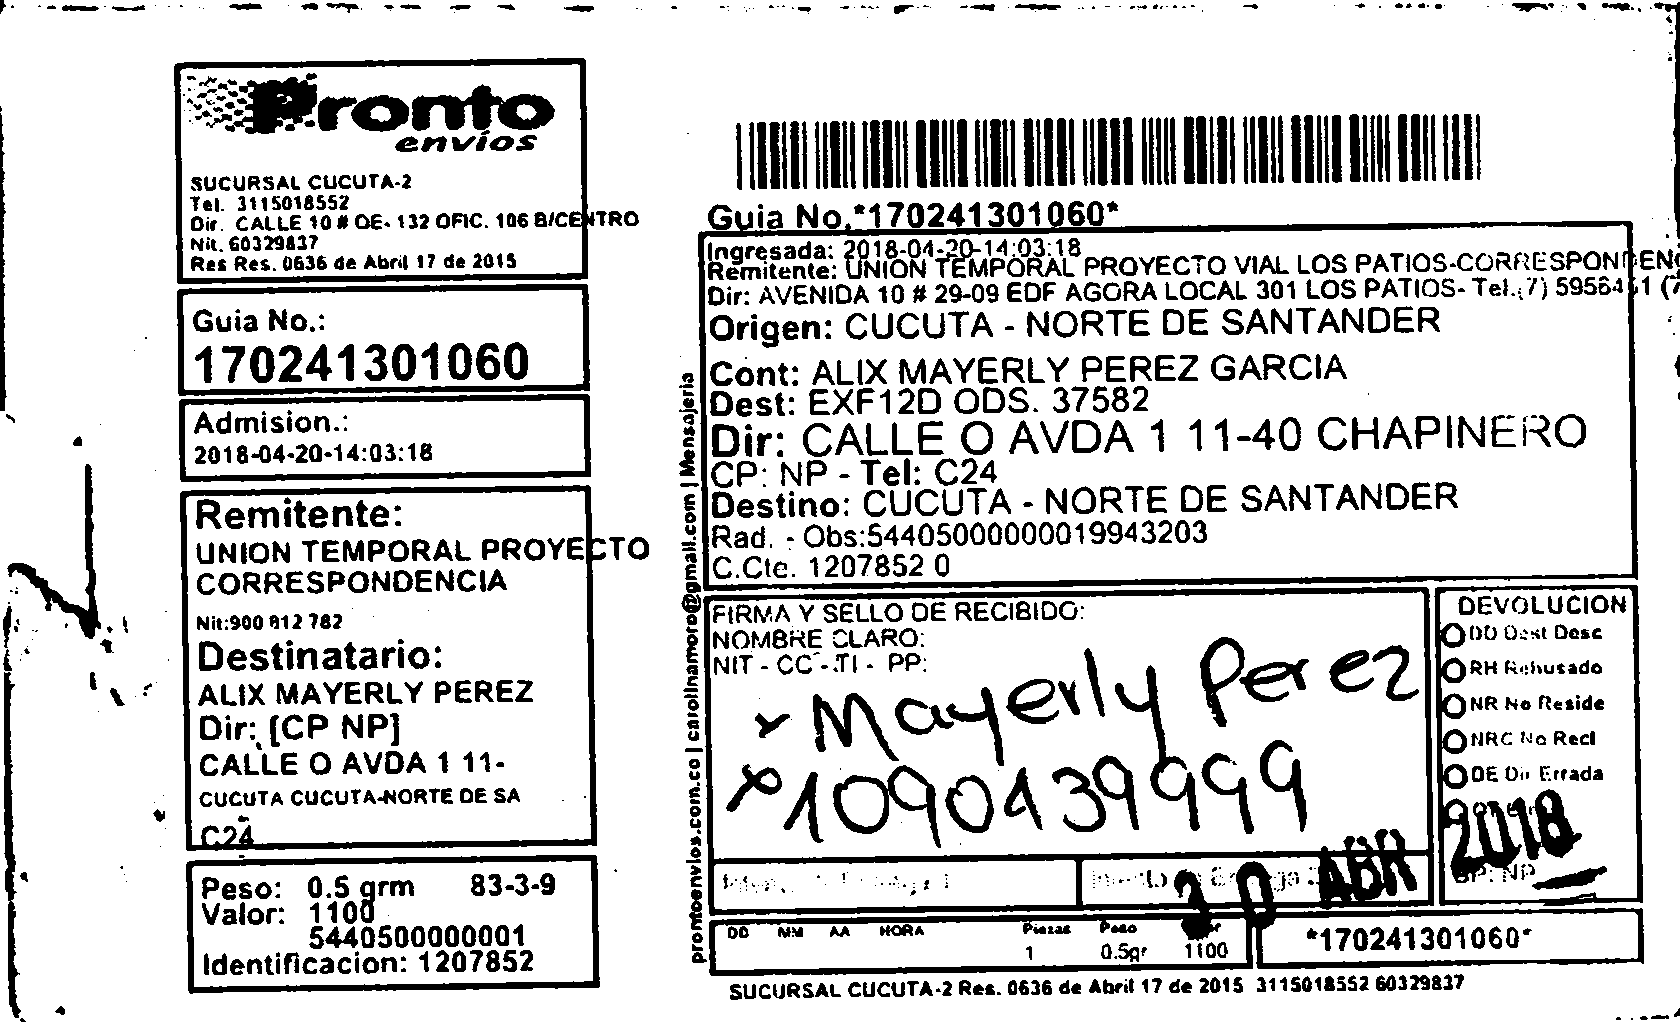 Pronto
envíos
SUCURSAL CUCUTA-2
Tel. 3115018552
Dir. CALLE 10 # OE- 132 OFIC. 106 B/CENTRO
Nit. 60329837
Res Res. 0636 de Abril 17 de 2015
Guia No.:
170241301060
Admision.:
2018-04-20-14:03:18
Remitente:
UNION TEMPORAL PROYECTO
CORRESPONDENCIA
Nit:900 812 782
Destinatario:
ALIX MAYERLY PEREZ
Dir: [CP NP]
CALLE O AVDA 1 11-
CUCUTA CUCUTA-NORTE DE SA
C24
Peso: 0.5 grm 83-3-9
Valor: 1100
5440500000001
Identificacion: 1207852
prontoenvios.com.co | carolinamoro@gmail.com | Mensajeria
Guia No.*170241301060*
Ingresada: 2018-04-20-14:03:18
Remitente: UNION TEMPORAL PROYECTO VIAL LOS PATIOS-CORRESPONDENC
Dir: AVENIDA 10 # 29-09 EDF AGORA LOCAL 301 LOS PATIOS- Tel.(7)
Origen: CUCUTA - NORTE DE SANTANDER
Cont: ALIX MAYERLY PEREZ GARCIA
Dest: EXF12D ODS. 37582
Dir: CALLE O AVDA 1 11-40 CHAPINERO
CP: NP - Tel: C24
Destino: CUCUTA - NORTE DE SANTANDER
Rad. - Obs:54405000000019943203
C.Cte. 1207852 0
FIRMA Y SELLO DE RECIBIDO:
NOMBRE CLARO:
NIT - CC - TI - PP:
x Mayerly Perez
x 1090439999
30 ABR 2018
DEVOLUCION
DD Dest Desc
RH Rehusado
NR No Reside
NRC No Recl
DE Dir Errada
CP: NP
DD MM AA HORA Piezas Peso
1 0.5gr 1100
*170241301060*
SUCURSAL CUCUTA-2 Res. 0636 de Abril 17 de 2015 3115018552 60329837